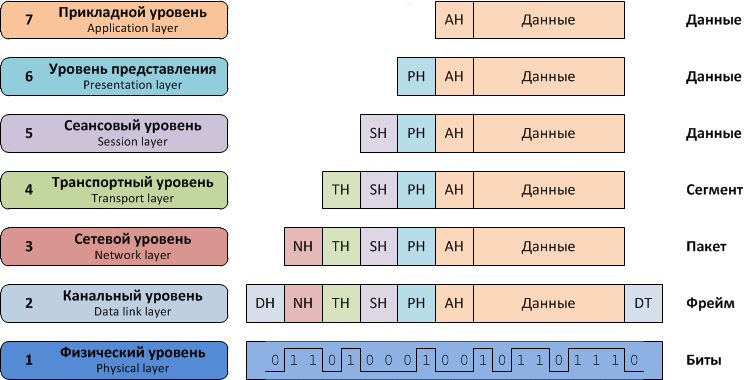 7 Прикладной уровень
Application layer
AH Данные
Данные
6 Уровень представления
Presentation layer
PH AH Данные
Данные
5 Сеансовый уровень
Session layer
SH PH AH Данные
Данные
4 Транспортный уровень
Transport layer
TH SH PH AH Данные
Сегмент
3 Сетевой уровень
Network layer
NH TH SH PH AH Данные
Пакет
2 Канальный уровень
Data link layer
DH NH TH SH PH AH Данные DT
Фрейм
1 Физический уровень
Physical layer
0 1 1 0 1 0 0 0 1 0 0 1 0 1 1 0 1 1 1 0
Биты